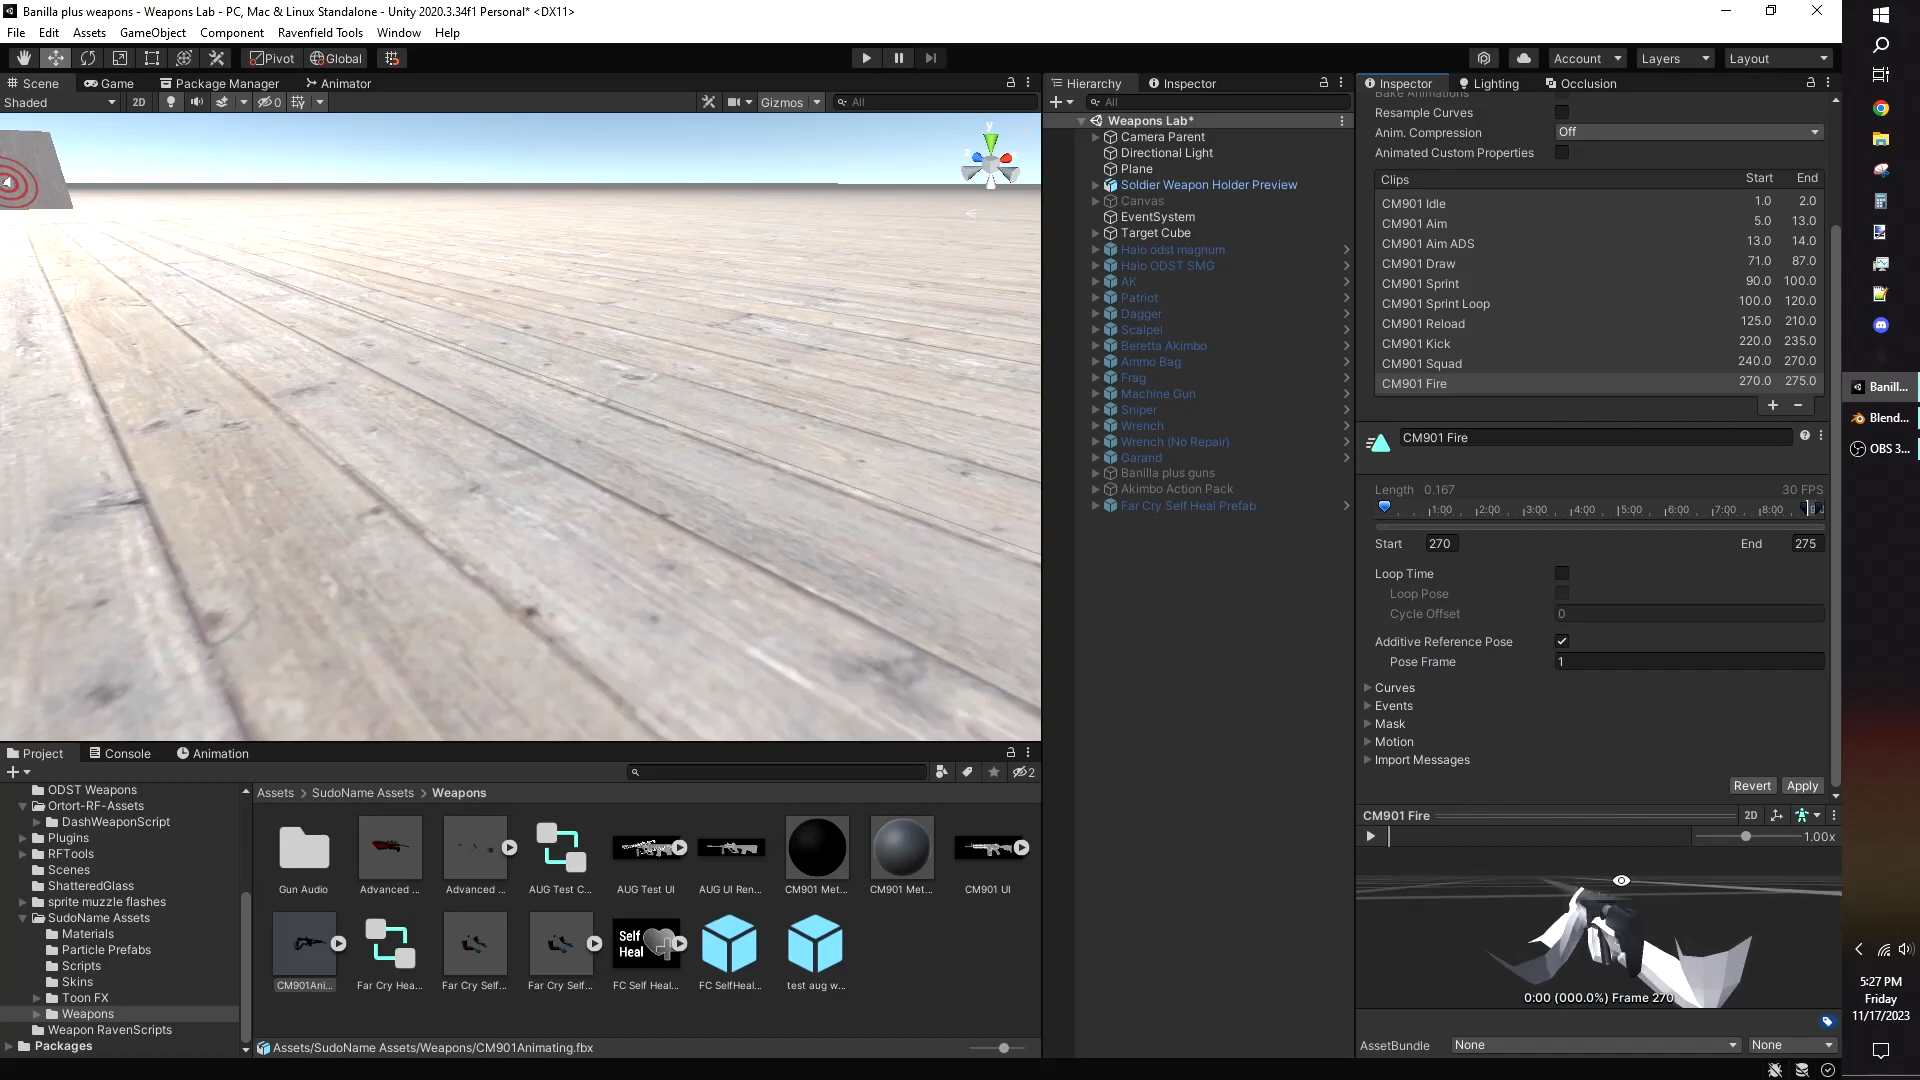 Banilla plus weapons - Weapons Lab - PC, Mac & Linux Standalone - Unity 2020.3.34f1 Personal* <DX11>
File Edit Assets GameObject Component Ravenfield Tools Window Help
Pivot Global
Account Layers Layout
Scene Game Package Manager Animator
Shaded 2D 0 Gizmos All
y
Hierarchy Inspector
All
Weapons Lab*
Camera Parent
Directional Light
Plane
Soldier Weapon Holder Preview
Canvas
EventSystem
Target Cube
Halo odst magnum
Halo ODST SMG
AK
Patriot
Dagger
Scalpel
Beretta Akimbo
Ammo Bag
Frag
Machine Gun
Sniper
Wrench
Wrench (No Repair)
Garand
Banilla plus guns
Akimbo Action Pack
Far Cry Self Heal Prefab
Inspector Lighting Occlusion
Bake Animations
Resample Curves
Anim. Compression Off
Animated Custom Properties
Clips Start End
CM901 Idle 1.0 2.0
CM901 Aim 5.0 13.0
CM901 Aim ADS 13.0 14.0
CM901 Draw 71.0 87.0
CM901 Sprint 90.0 100.0
CM901 Sprint Loop 100.0 120.0
CM901 Reload 125.0 210.0
CM901 Kick 220.0 235.0
CM901 Squad 240.0 270.0
CM901 Fire 270.0 275.0
+ -
CM901 Fire
Length 0.167 30 FPS
1:00 2:00 3:00 4:00 5:00 6:00 7:00 8:00
Start 270 End 275
Loop Time
Loop Pose
Cycle Offset 0
Additive Reference Pose
Pose Frame 1
Curves
Events
Mask
Motion
Import Messages
Revert Apply
CM901 Fire 2D
1.00x
0:00 (000.0%) Frame 270
AssetBundle None None
Project Console Animation
2
ODST Weapons
Ortort-RF-Assets
DashWeaponScript
Plugins
RFTools
Scenes
ShatteredGlass
sprite muzzle flashes
SudoName Assets
Materials
Particle Prefabs
Scripts
Skins
Toon FX
Weapons
Weapon RavenScripts
Packages
Assets > SudoName Assets > Weapons
Gun Audio Advanced ... Advanced ... AUG Test C... AUG Test UI AUG UI Ren... CM901 Met... CM901 Met... CM901 UI
Self Heal
CM901Ani... Far Cry Hea... Far Cry Self... Far Cry Self... FC Self Heal... FC SelfHeal... test aug w...
Assets/SudoName Assets/Weapons/CM901Animating.fbx
Banill...
Blend...
OBS 3...
5:27 PM
Friday
11/17/2023